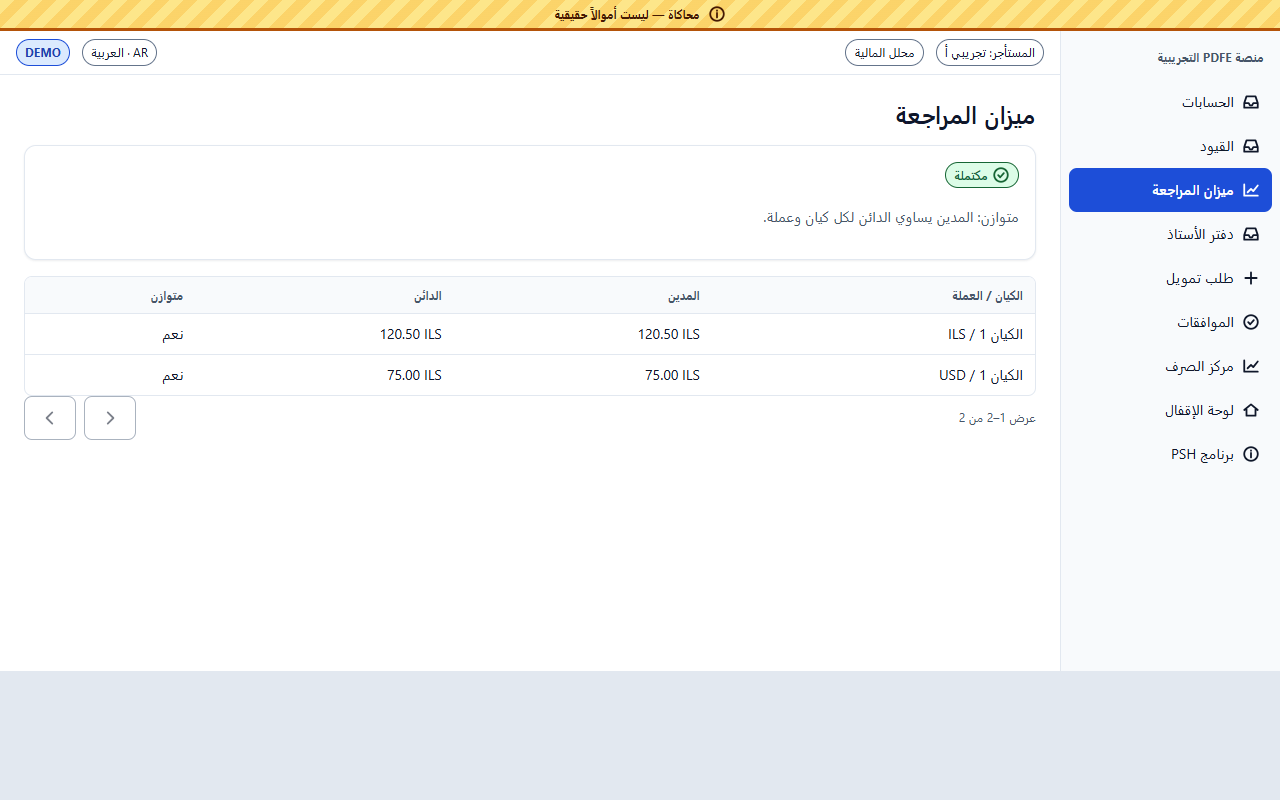 محاكاة — ليست أموالاً حقيقية
منصة PDFE التجريبية
الحسابات
القيود
ميزان المراجعة
دفتر الأستاذ
طلب تمويل
الموافقات
مركز الصرف
لوحة الإقفال
برنامج PSH
المستأجر: تجريبي أ
محلل المالية
AR · العربية
DEMO
ميزان المراجعة
مكتملة
متوازن: المدين يساوي الدائن لكل كيان وعملة.
الكيان / العملة المدين الدائن متوازن
الكيان 1 / ILS 120.50 ILS 120.50 ILS نعم
الكيان 1 / USD 75.00 ILS 75.00 ILS نعم
عرض 1–2 من 2